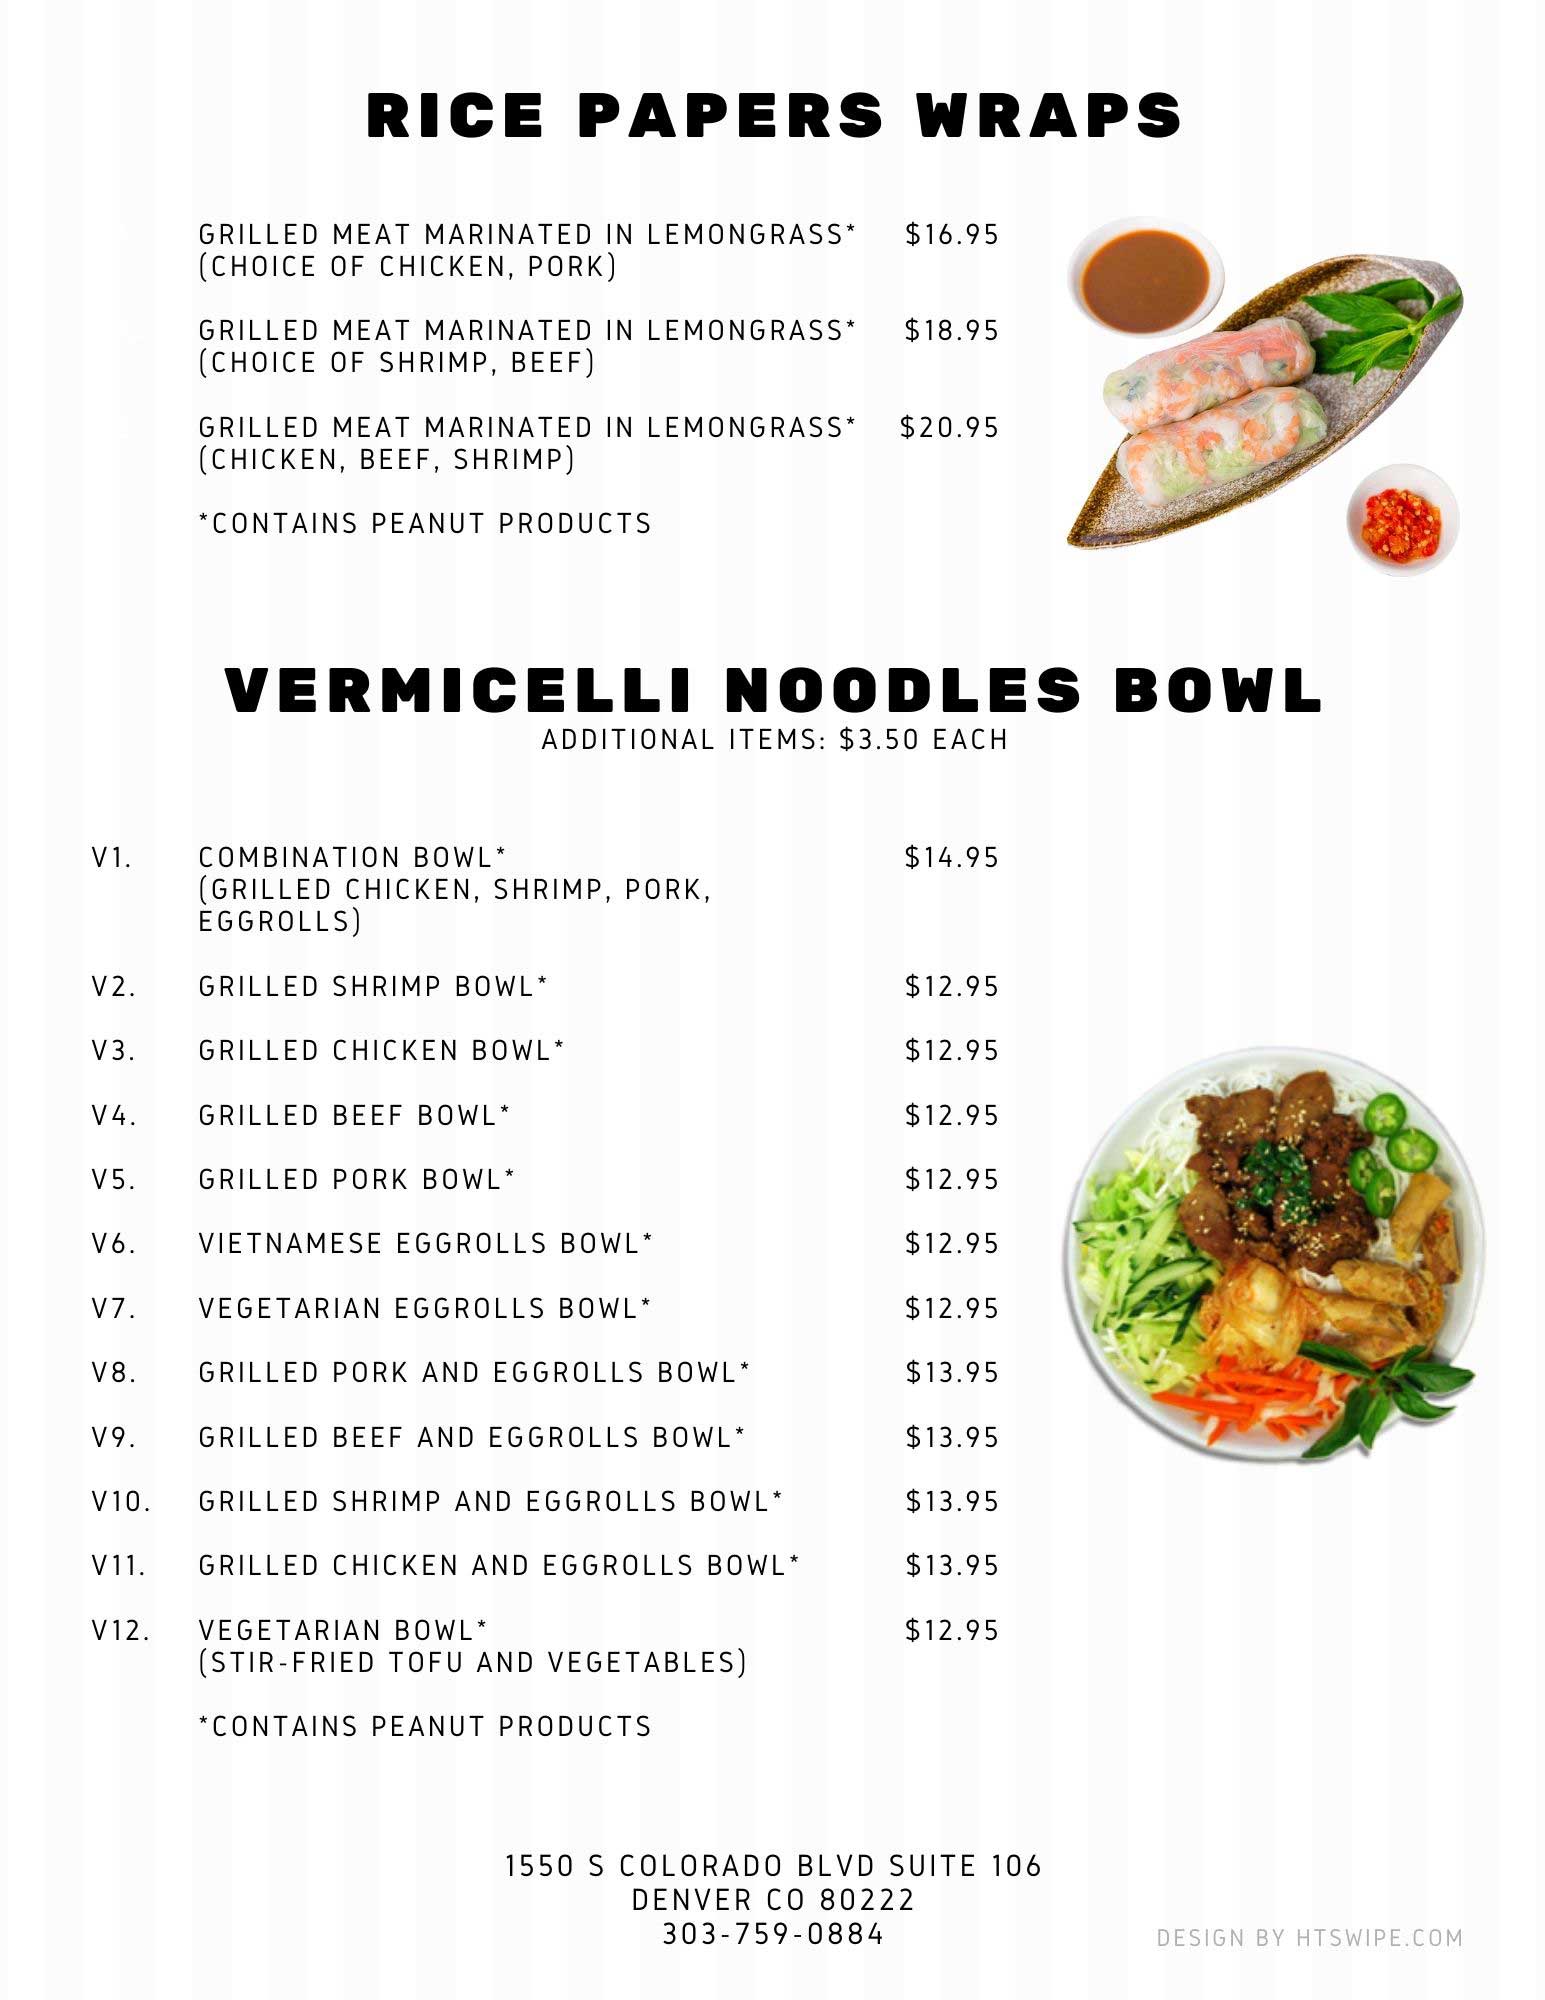 RICE PAPERS WRAPS
GRILLED MEAT MARINATED IN LEMONGRASS* $16.95
(CHOICE OF CHICKEN, PORK)
GRILLED MEAT MARINATED IN LEMONGRASS* $18.95
(CHOICE OF SHRIMP, BEEF)
GRILLED MEAT MARINATED IN LEMONGRASS* $20.95
(CHICKEN, BEEF, SHRIMP)
*CONTAINS PEANUT PRODUCTS
VERMICELLI NOODLES BOWL
ADDITIONAL ITEMS: $3.50 EACH
V1. COMBINATION BOWL* $14.95
(GRILLED CHICKEN, SHRIMP, PORK,
EGGROLLS)
V2. GRILLED SHRIMP BOWL* $12.95
V3. GRILLED CHICKEN BOWL* $12.95
V4. GRILLED BEEF BOWL* $12.95
V5. GRILLED PORK BOWL* $12.95
V6. VIETNAMESE EGGROLLS BOWL* $12.95
V7. VEGETARIAN EGGROLLS BOWL* $12.95
V8. GRILLED PORK AND EGGROLLS BOWL* $13.95
V9. GRILLED BEEF AND EGGROLLS BOWL* $13.95
V10. GRILLED SHRIMP AND EGGROLLS BOWL* $13.95
V11. GRILLED CHICKEN AND EGGROLLS BOWL* $13.95
V12. VEGETARIAN BOWL* $12.95
(STIR-FRIED TOFU AND VEGETABLES)
*CONTAINS PEANUT PRODUCTS
1550 S COLORADO BLVD SUITE 106
DENVER CO 80222
303-759-0884
DESIGN BY HTSWIPE.COM